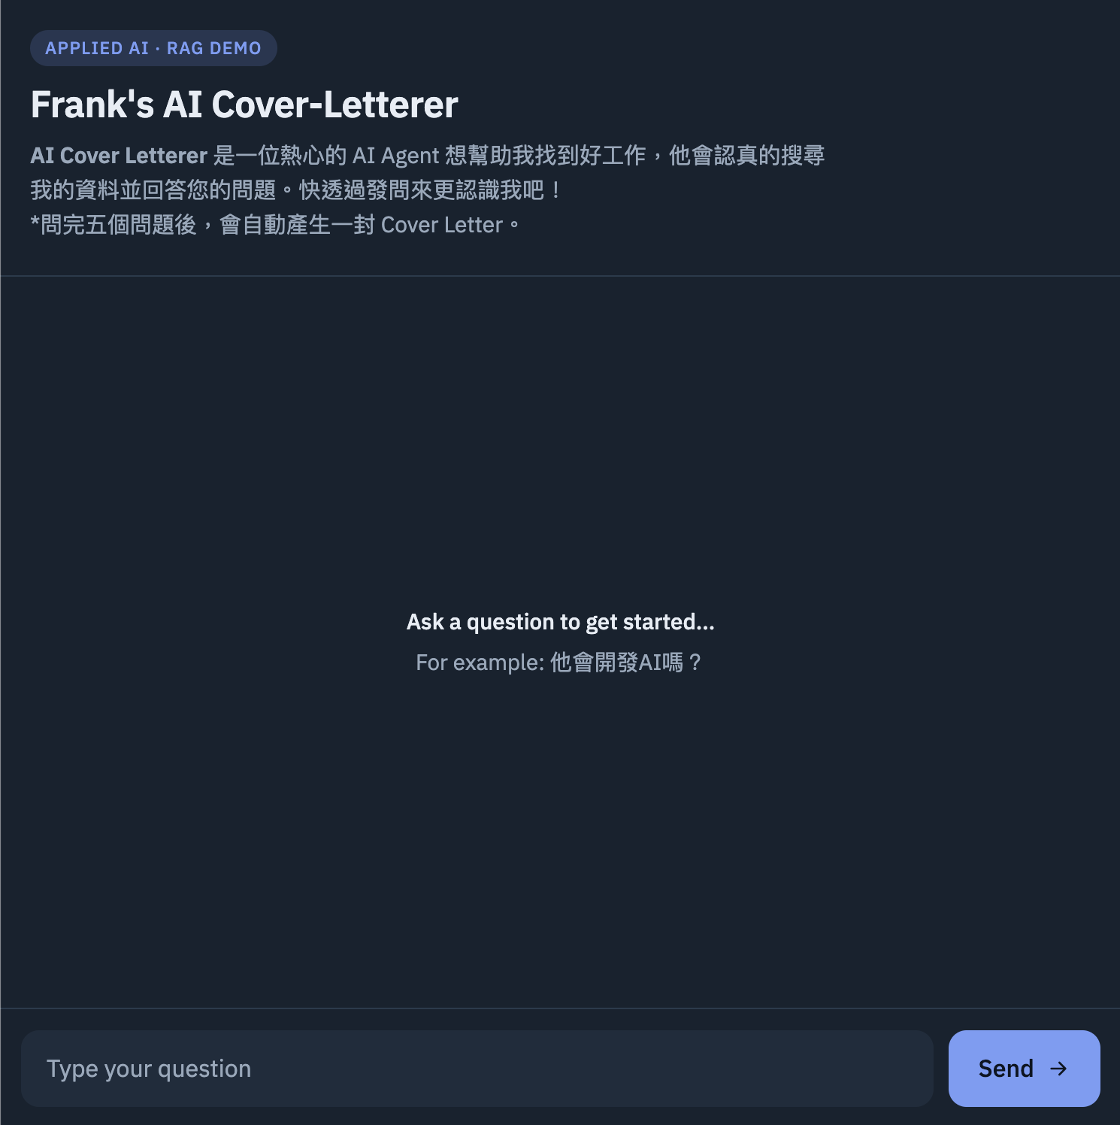 APPLIED AI · RAG DEMO
Frank's AI Cover-Letterer
AI Cover Letterer 是一位熱心的 AI Agent 想幫助我找到好工作，他會認真的搜尋
我的資料並回答您的問題。快透過發問來更認識我吧！
*問完五個問題後，會自動產生一封 Cover Letter。
Ask a question to get started...
For example: 他會開發AI嗎？
Type your question
Send →